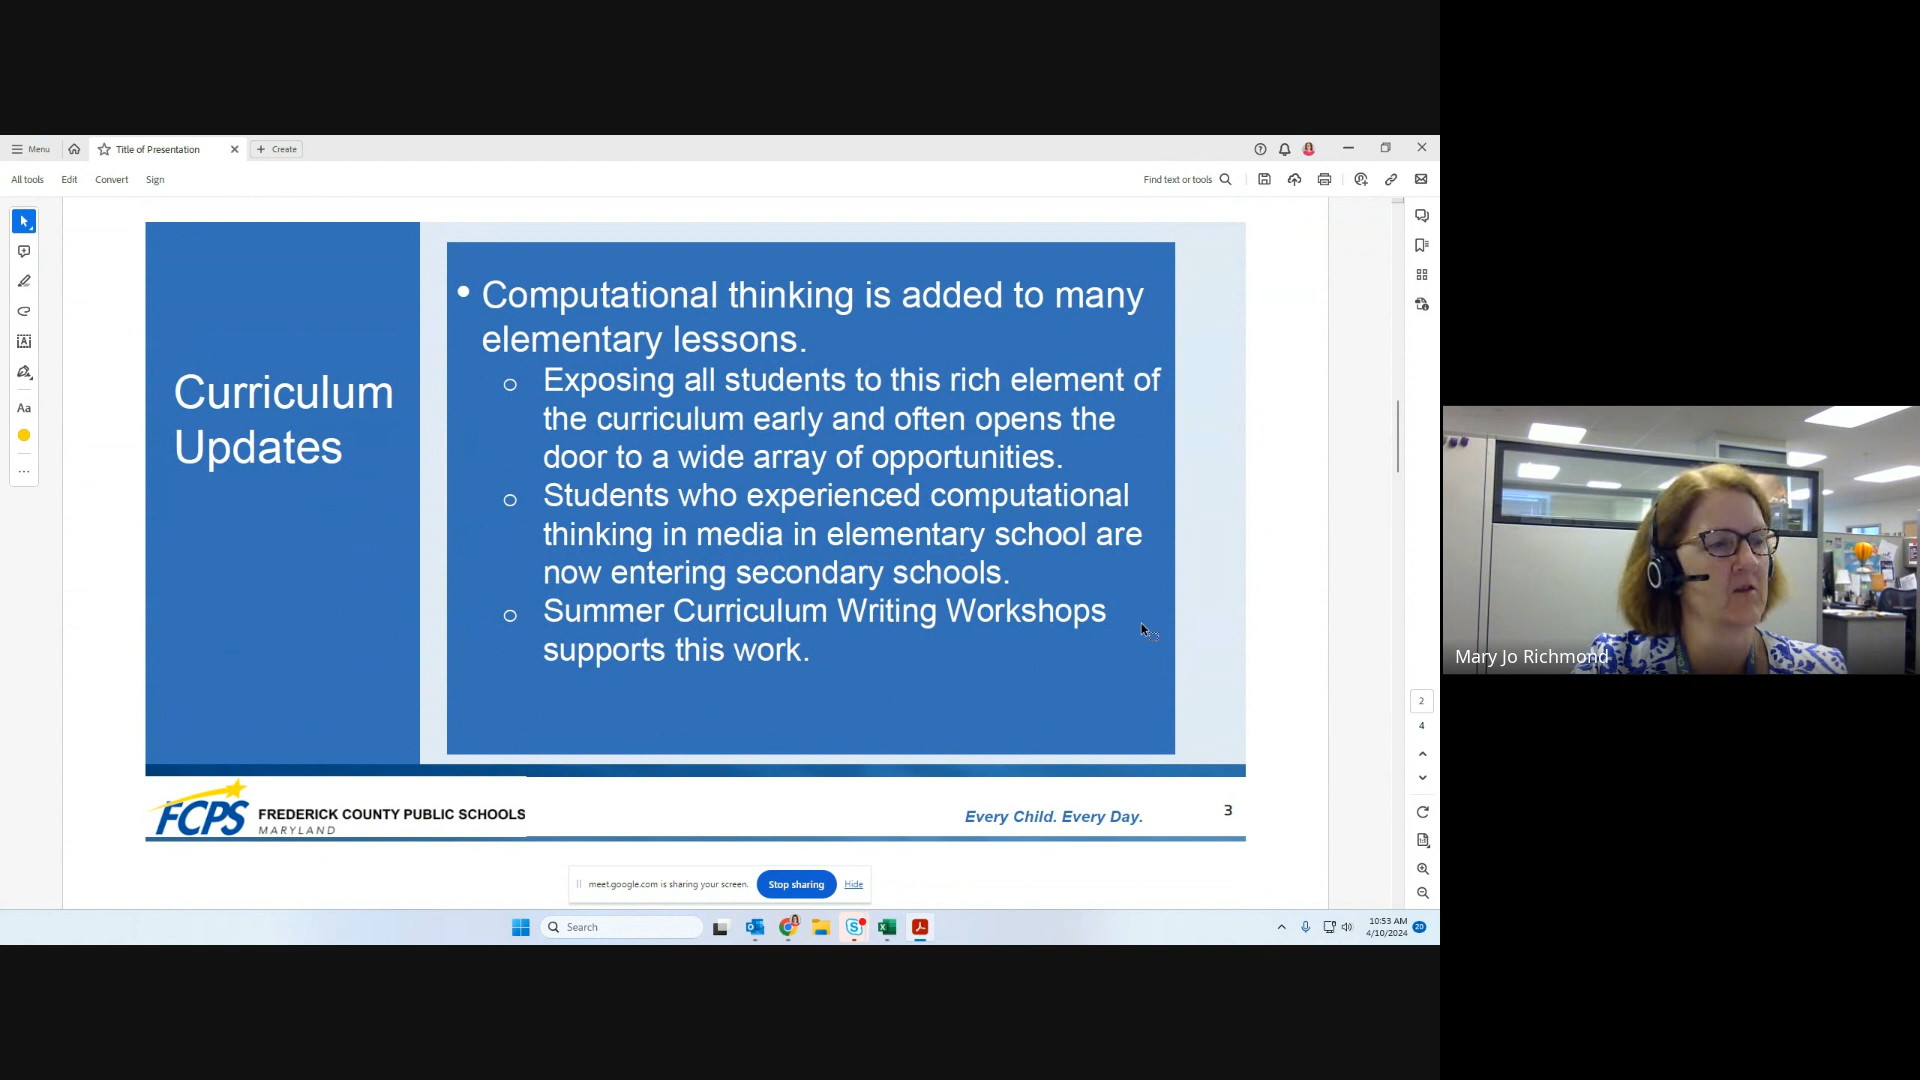 Menu
Title of Presentation
Create
All tools
Edit
Convert
Sign
Find text or tools
Curriculum
Updates
• Computational thinking is added to many
elementary lessons.
o Exposing all students to this rich element of
the curriculum early and often opens the
door to a wide array of opportunities.
o Students who experienced computational
thinking in media in elementary school are
now entering secondary schools.
o Summer Curriculum Writing Workshops
supports this work.
Aa
FCPS
FREDERICK COUNTY PUBLIC SCHOOLS
MARYLAND
Every Child. Every Day.
3
2
4
meet.google.com is sharing your screen.
Stop sharing
Hide
Search
10:53 AM
4/10/2024
20
Mary Jo Richmond